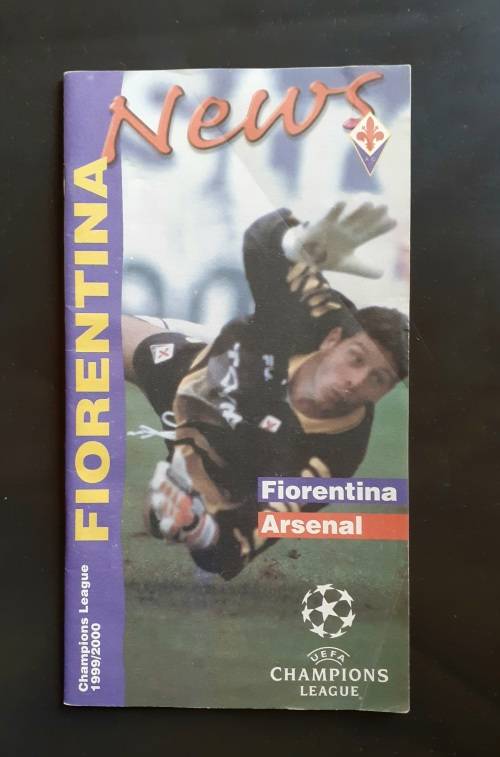 News
FIORENTINA
Champions League
1999/2000
Fiorentina
Arsenal
UEFA
CHAMPIONS
LEAGUE